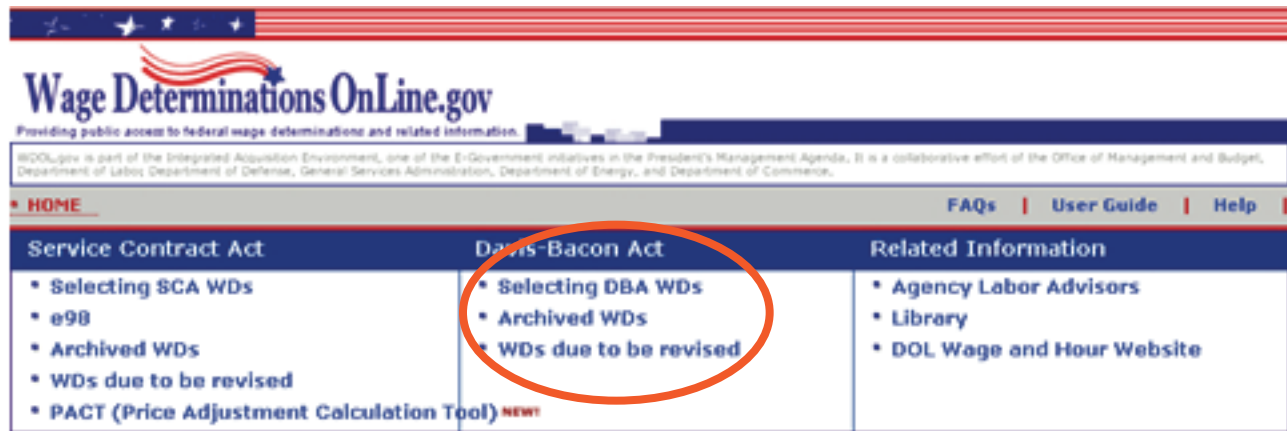 Wage Determinations OnLine.gov
Providing public access to federal wage determinations and related information.
WDOL.gov is part of the Integrated Acquisition Environment, one of the E-Government initiatives in the President's Management Agenda. It is a collaborative effort of the Office of Management and Budget,
Department of Labor, Department of Defense, General Services Administration, Department of Energy, and Department of Commerce.
• HOME
FAQs | User Guide | Help |
Service Contract Act
• Selecting SCA WDs
• e98
• Archived WDs
• WDs due to be revised
• PACT (Price Adjustment Calculation Tool) NEW!
Davis-Bacon Act
• Selecting DBA WDs
• Archived WDs
• WDs due to be revised
Related Information
• Agency Labor Advisors
• Library
• DOL Wage and Hour Website